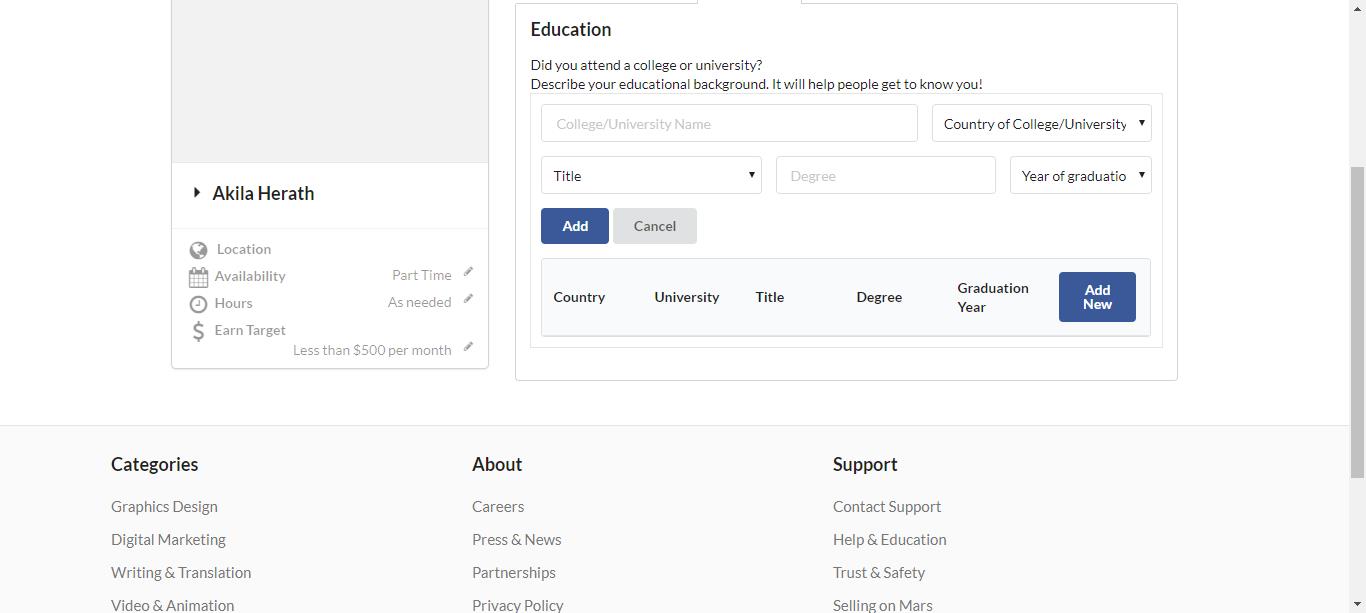 Education
Did you attend a college or university?
Describe your educational background. It will help people get to know you!
College/University Name
Country of College/University
Title
Degree
Year of graduatio
Add
Cancel
Country
University
Title
Degree
Graduation
Year
Add
New
Akila Herath
Location
Availability
Part Time
Hours
As needed
Earn Target
Less than $500 per month
Categories
Graphics Design
Digital Marketing
Writing & Translation
Video & Animation
About
Careers
Press & News
Partnerships
Privacy Policy
Support
Contact Support
Help & Education
Trust & Safety
Selling on Mars